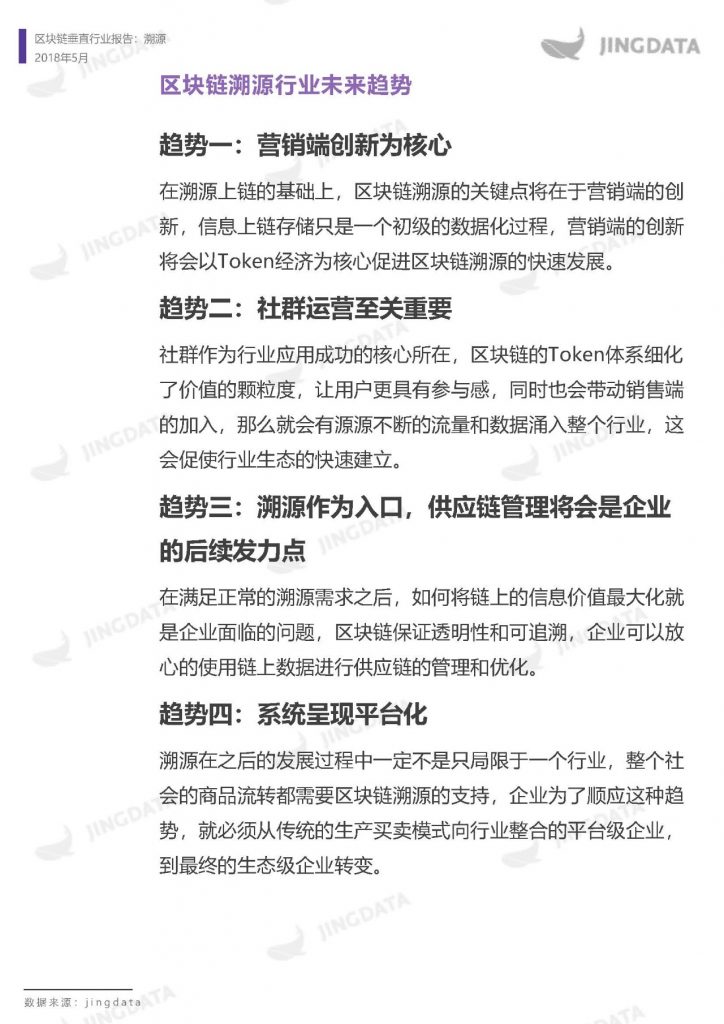 区块链垂直行业报告：溯源
2018年5月
JINGDATA
区块链溯源行业未来趋势
趋势一：营销端创新为核心
在溯源上链的基础上，区块链溯源的关键点将在于营销端的创
新，信息上链存储只是一个初级的数据化过程，营销端的创新
将会以Token经济为核心促进区块链溯源的快速发展。
趋势二：社群运营至关重要
社群作为行业应用成功的核心所在，区块链的Token体系细化
了价值的颗粒度，让用户更具有参与感，同时也会带动销售端
的加入，那么就会有源源不断的流量和数据涌入整个行业，这
会促使行业生态的快速建立。
趋势三：溯源作为入口，供应链管理将会是企业
的后续发力点
在满足正常的溯源需求之后，如何将链上的信息价值最大化就
是企业面临的问题，区块链保证透明性和可追溯，企业可以放
心的使用链上数据进行供应链的管理和优化。
趋势四：系统呈现平台化
溯源在之后的发展过程中一定不是只局限于一个行业，整个社
会的商品流转都需要区块链溯源的支持，企业为了顺应这种趋
势，就必须从传统的生产买卖模式向行业整合的平台级企业，
到最终的生态级企业转变。
数据来源：jingdata